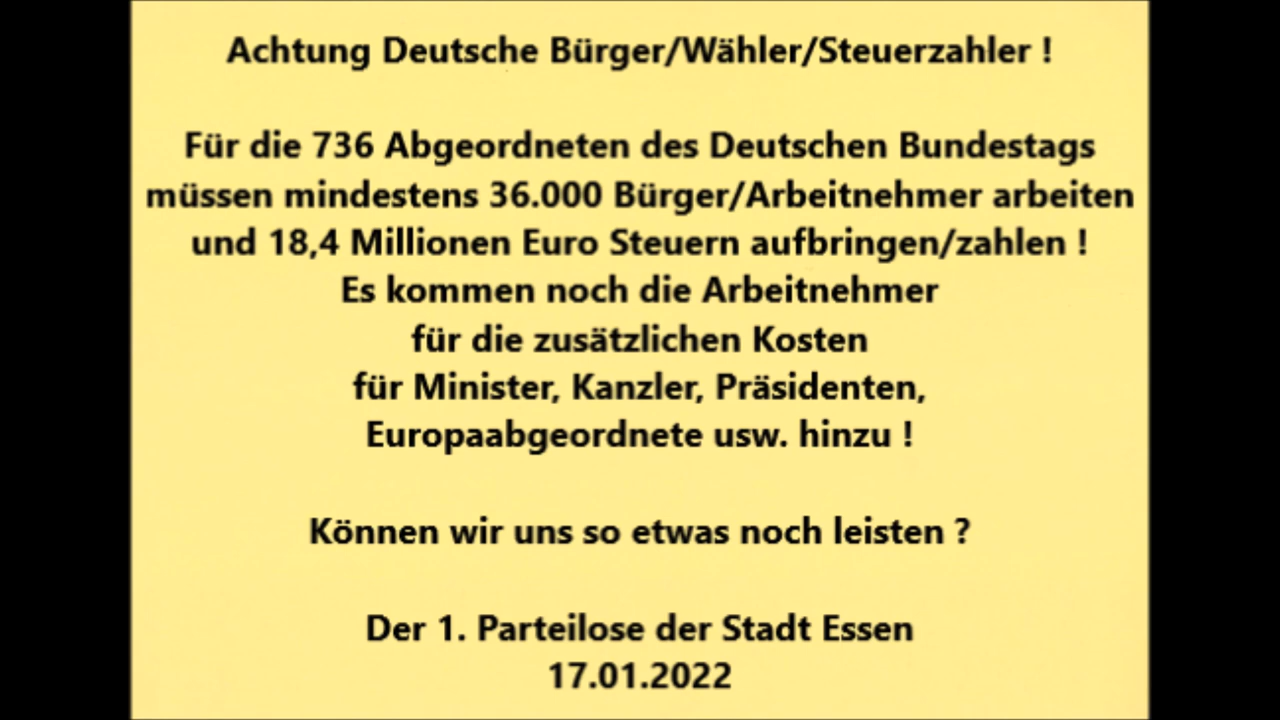 Achtung Deutsche Bürger/Wähler/Steuerzahler !
Für die 736 Abgeordneten des Deutschen Bundestags
müssen mindestens 36.000 Bürger/Arbeitnehmer arbeiten
und 18,4 Millionen Euro Steuern aufbringen/zahlen !
Es kommen noch die Arbeitnehmer
für die zusätzlichen Kosten
für Minister, Kanzler, Präsidenten,
Europaabgeordnete usw. hinzu !
Können wir uns so etwas noch leisten ?
Der 1. Parteilose der Stadt Essen
17.01.2022